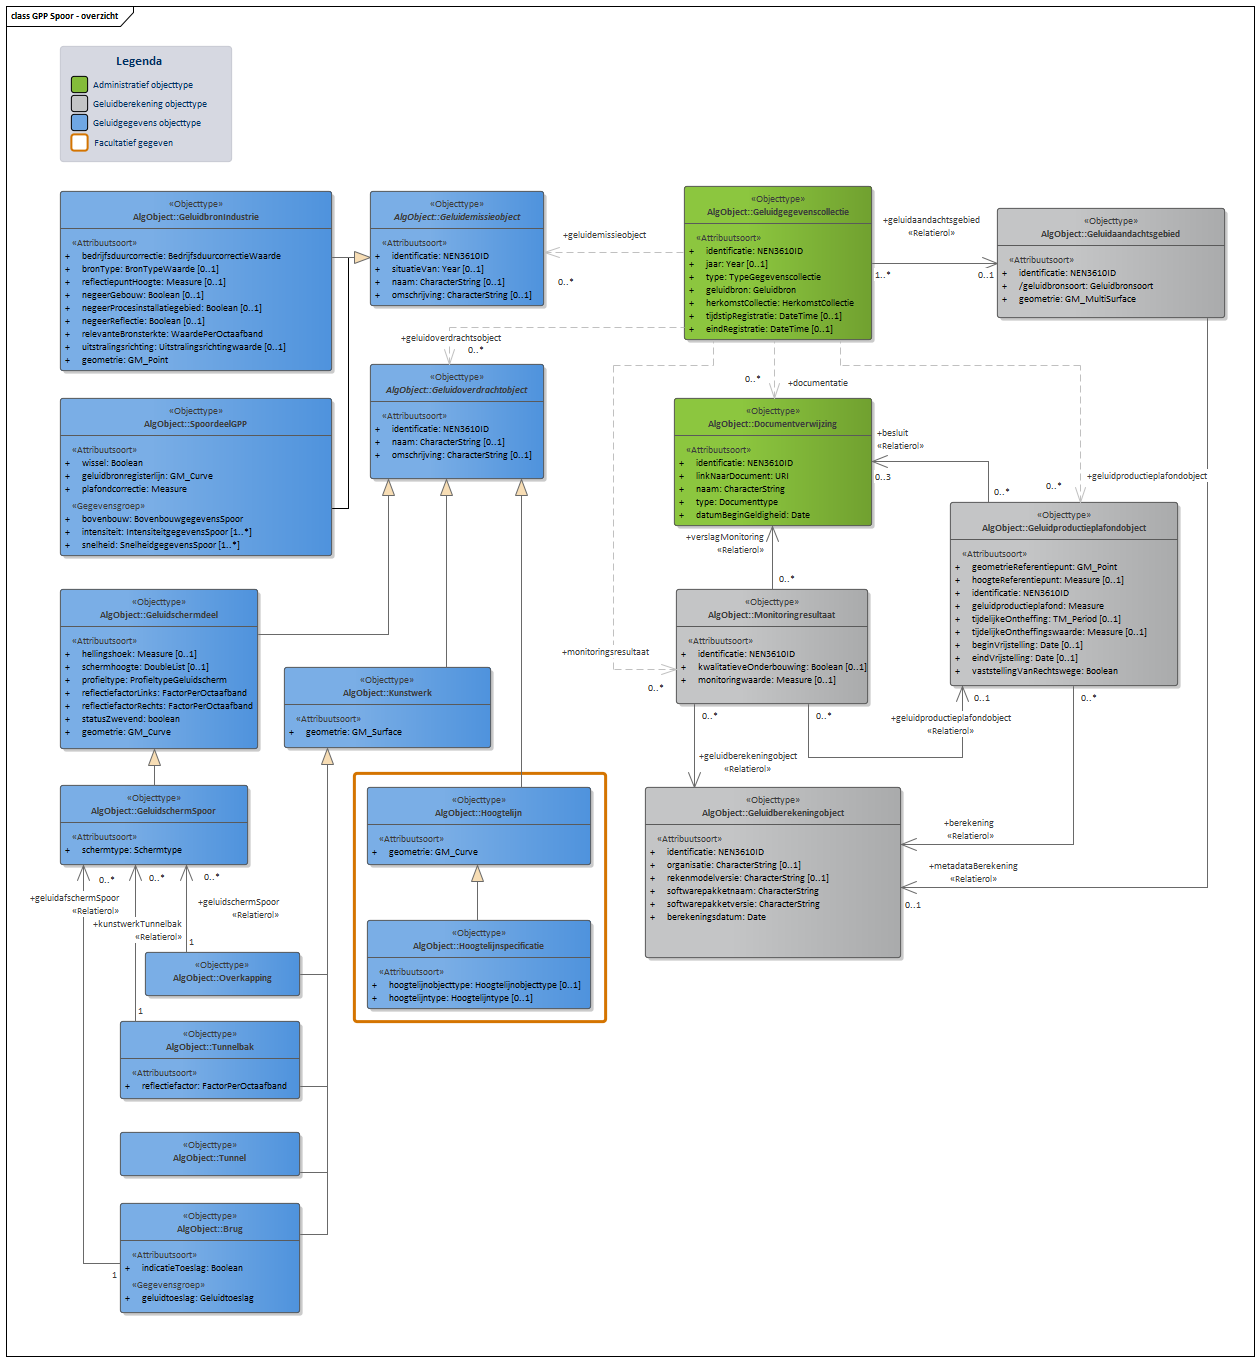 class GPP Spoor - overzicht
Legenda
Administratief objecttype
Geluidberekening objecttype
Geluidgegevens objecttype
Facultatief gegeven
«Objecttype»
AlgObject::GeluidbronIndustrie
«Attribuutsoort»
+ bedrijfsduurcorrectie: BedrijfsduurcorrectieWaarde
+ bronType: BronTypeWaarde [0..1]
+ reflectiepuntHoogte: Measure [0..1]
+ negeerGebouw: Boolean [0..1]
+ negeerProcesinstallatiegebied: Boolean [0..1]
+ negeerReflectie: Boolean [0..1]
+ relevanteBronsterkte: WaardePerOctaafband
+ uitstralingsrichting: Uitstralingsrichtingwaarde [0..1]
+ geometrie: GM_Point
«Objecttype»
AlgObject::Geluidemissieobject
«Attribuutsoort»
+ identificatie: NEN3610ID
+ situatieVan: Year [0..1]
+ naam: CharacterString [0..1]
+ omschrijving: CharacterString [0..1]
+geluidemissieobject
0..*
«Objecttype»
AlgObject::Geluidgegevenscollectie
«Attribuutsoort»
+ identificatie: NEN3610ID
+ jaar: Year [0..1]
+ type: TypeGegevenscollectie
+ geluidbron: Geluidbron
+ herkomstCollectie: HerkomstCollectie
+ tijdstipRegistratie: DateTime [0..1]
+ eindRegistratie: DateTime [0..1]
+geluidaandachtsgebied
«Relatierol»
1..*
0..1
«Objecttype»
AlgObject::Geluidaandachtsgebied
«Attribuutsoort»
+ identificatie: NEN3610ID
+ /geluidbronsoort: Geluidbronsoort
+ geometrie: GM_MultiSurface
+geluidoverdrachtsobject
0..*
«Objecttype»
AlgObject::Geluidoverdrachtobject
«Attribuutsoort»
+ identificatie: NEN3610ID
+ naam: CharacterString [0..1]
+ omschrijving: CharacterString [0..1]
«Objecttype»
AlgObject::SpoordeelGPP
«Attribuutsoort»
+ wissel: Boolean
+ geluidbronregisterlijn: GM_Curve
+ plafondcorrectie: Measure
«Gegevensgroep»
+ bovenbouw: BovenbouwgegevensSpoor
+ intensiteit: IntensiteitgegevensSpoor [1..*]
+ snelheid: SnelheidgegevensSpoor [1..*]
0..*
+documentatie
«Objecttype»
AlgObject::Documentverwijzing
«Attribuutsoort»
+ identificatie: NEN3610ID
+ linkNaarDocument: URI
+ naam: CharacterString
+ type: Documenttype
+ datumBeginGeldigheid: Date
+besluit
«Relatierol»
0..3
0..*
0..*
+geluidproductieplafondobject
«Objecttype»
AlgObject::Geluidproductieplafondobject
«Attribuutsoort»
+ geometrieReferentiepunt: GM_Point
+ hoogteReferentiepunt: Measure [0..1]
+ identificatie: NEN3610ID
+ geluidproductieplafond: Measure
+ tijdelijkeOntheffing: TM_Period [0..1]
+ tijdelijkeOntheffingswaarde: Measure [0..1]
+ beginVrijstelling: Date [0..1]
+ eindVrijstelling: Date [0..1]
+ vaststellingVanRechtswege: Boolean
+verslagMonitoring
«Relatierol»
0..*
«Objecttype»
AlgObject::Monitoringresultaat
«Attribuutsoort»
+ identificatie: NEN3610ID
+ kwalitatieveOnderbouwing: Boolean [0..1]
+ monitoringwaarde: Measure [0..1]
+monitoringsresultaat
0..*
0..*
0..*
0..1
0..*
+geluidproductieplafondobject
«Relatierol»
+geluidberekeningobject
«Relatierol»
«Objecttype»
AlgObject::Geluidschermdeel
«Attribuutsoort»
+ hellingshoek: Measure [0..1]
+ schermhoogte: DoubleList [0..1]
+ profieltype: ProfieltypeGeluidscherm
+ reflectiefactorLinks: FactorPerOctaafband
+ reflectiefactorRechts: FactorPerOctaafband
+ statusZwevend: boolean
+ geometrie: GM_Curve
«Objecttype»
AlgObject::Kunstwerk
«Attribuutsoort»
+ geometrie: GM_Surface
«Objecttype»
AlgObject::GeluidschermSpoor
«Attribuutsoort»
+ schermtype: Schermtype
«Objecttype»
AlgObject::Hoogtelijn
«Attribuutsoort»
+ geometrie: GM_Curve
«Objecttype»
AlgObject::Geluidberekeningobject
«Attribuutsoort»
+ identificatie: NEN3610ID
+ organisatie: CharacterString [0..1]
+ rekenmodelversie: CharacterString [0..1]
+ softwarepakketnaam: CharacterString
+ softwarepakketversie: CharacterString
+ berekeningsdatum: Date
+berekening
«Relatierol»
+metadataBerekening
«Relatierol»
0..1
0..*
0..*
0..*
+geluidafschermSpoor
«Relatierol»
+kunstwerkTunnelbak
«Relatierol»
+geluidschermSpoor
«Relatierol»
1
«Objecttype»
AlgObject::Hoogtelijnspecificatie
«Attribuutsoort»
+ hoogtelijnobjecttype: Hoogtelijnobjecttype [0..1]
+ hoogtelijntype: Hoogtelijntype [0..1]
«Objecttype»
AlgObject::Overkapping
1
«Objecttype»
AlgObject::Tunnelbak
«Attribuutsoort»
+ reflectiefactor: FactorPerOctaafband
«Objecttype»
AlgObject::Tunnel
«Objecttype»
AlgObject::Brug
«Attribuutsoort»
+ indicatieToeslag: Boolean
«Gegevensgroep»
+ geluidtoeslag: Geluidtoeslag
1